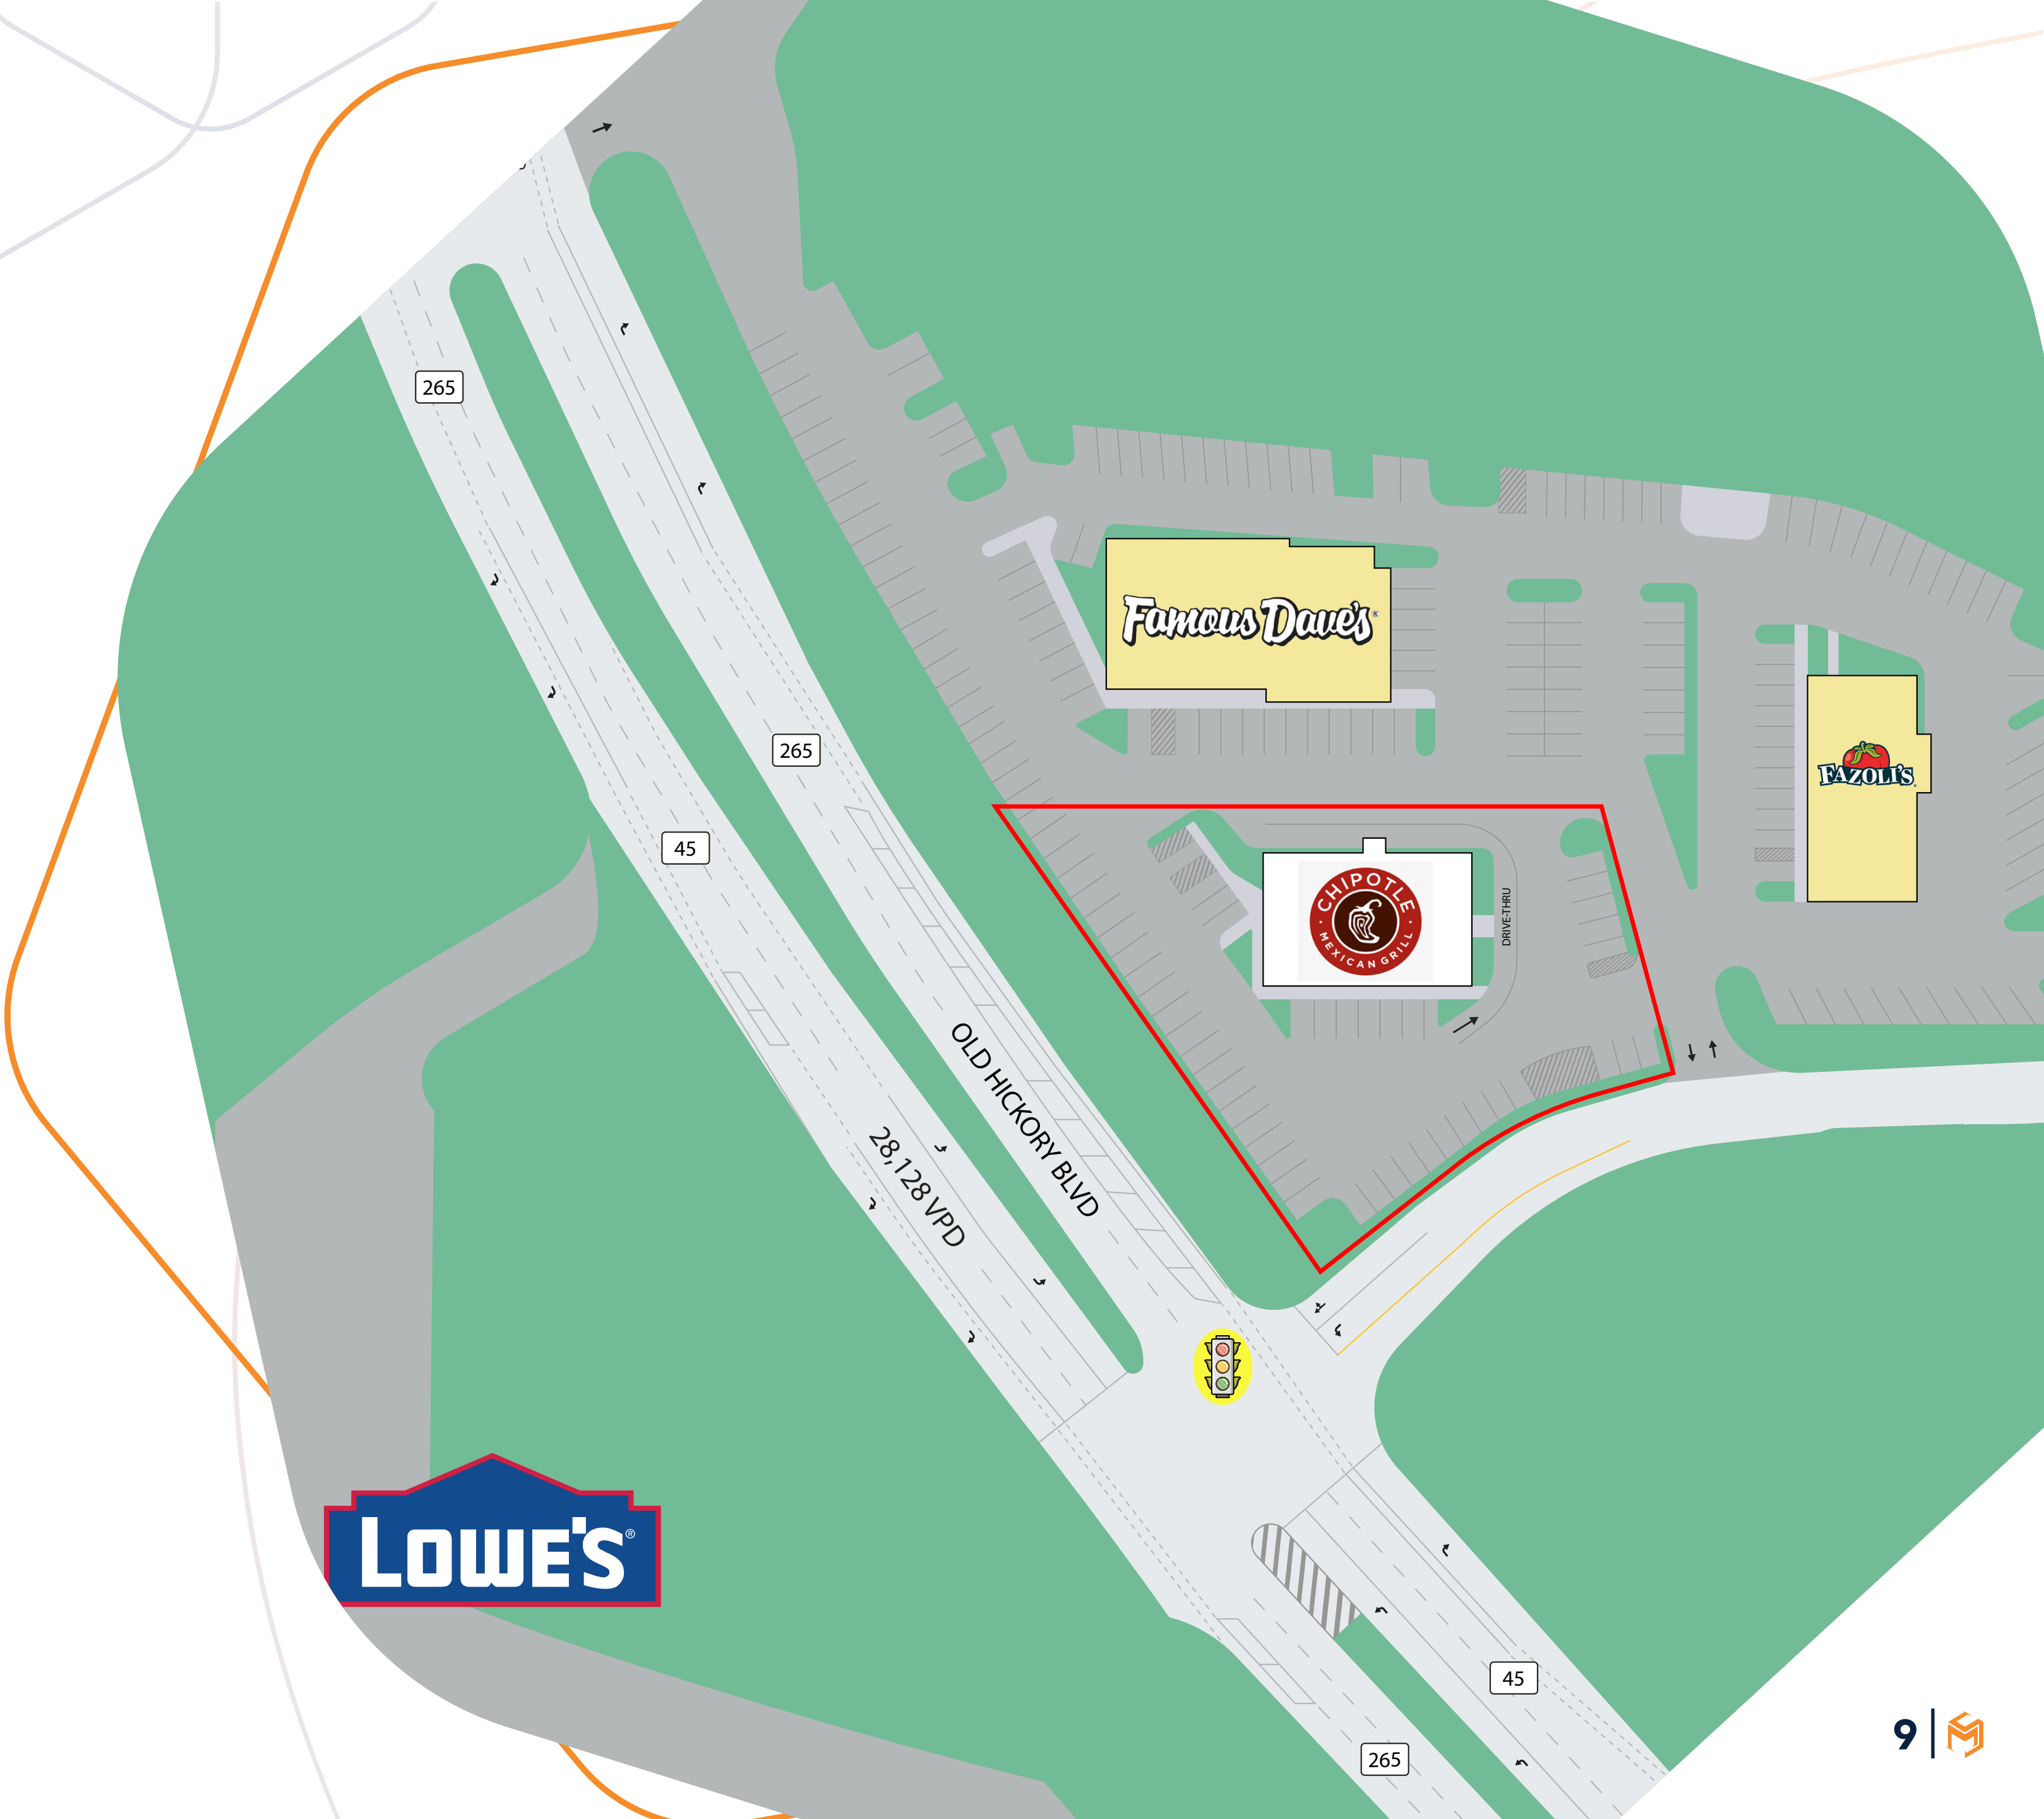 265
Famous Dave's®
265
FAZOLI'S
45
CHIPOTLE
MEXICAN GRILL
DRIVE-THRU
OLD HICKORY BLVD
28,128 VPD
LOWE'S®
45
265
9